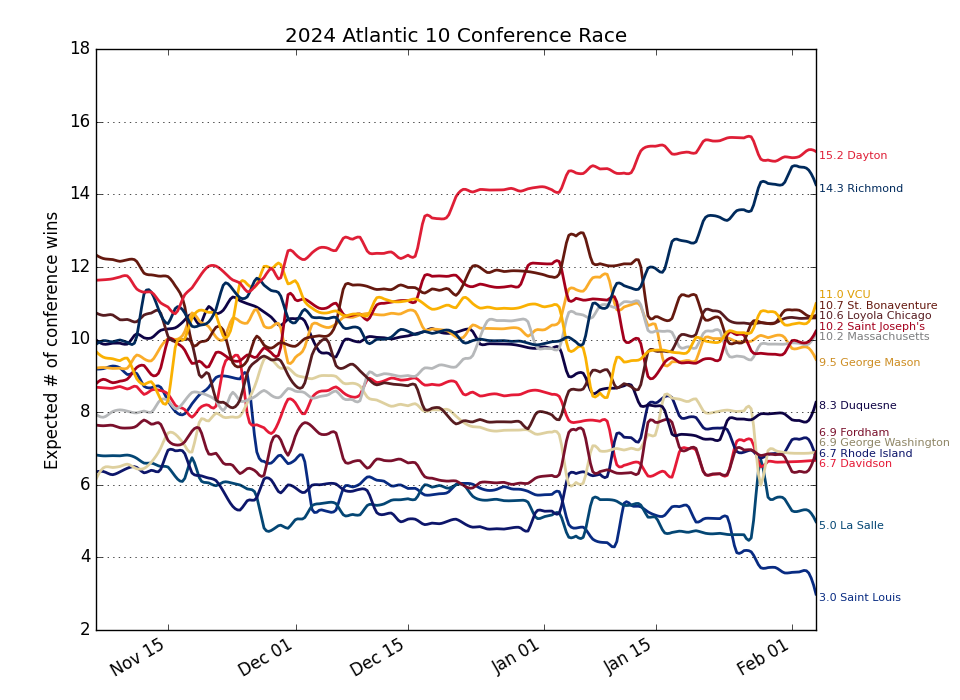 2024 Atlantic 10 Conference Race
Expected # of conference wins
18
16
14
12
10
8
6
4
2
Nov 15
Dec 01
Dec 15
Jan 01
Jan 15
Feb 01
15.2 Dayton
14.3 Richmond
11.0 VCU
10.7 St. Bonaventure
10.6 Loyola Chicago
10.2 Saint Joseph's
10.2 Massachusetts
9.5 George Mason
8.3 Duquesne
6.9 Fordham
6.9 George Washington
6.7 Rhode Island
6.7 Davidson
5.0 La Salle
3.0 Saint Louis